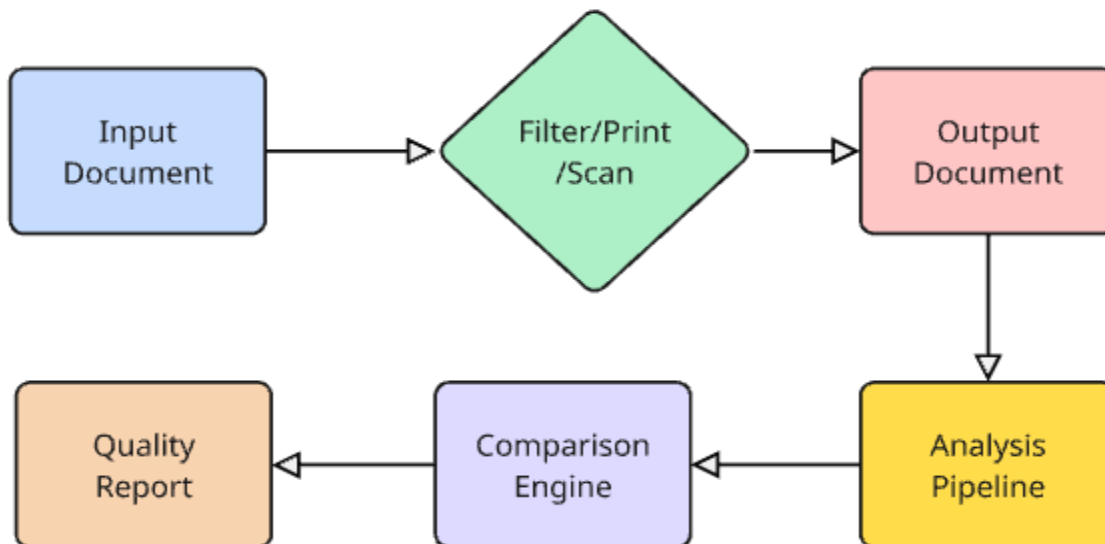 Input
Document
Filter/Print
/Scan
Output
Document
Quality
Report
Comparison
Engine
Analysis
Pipeline